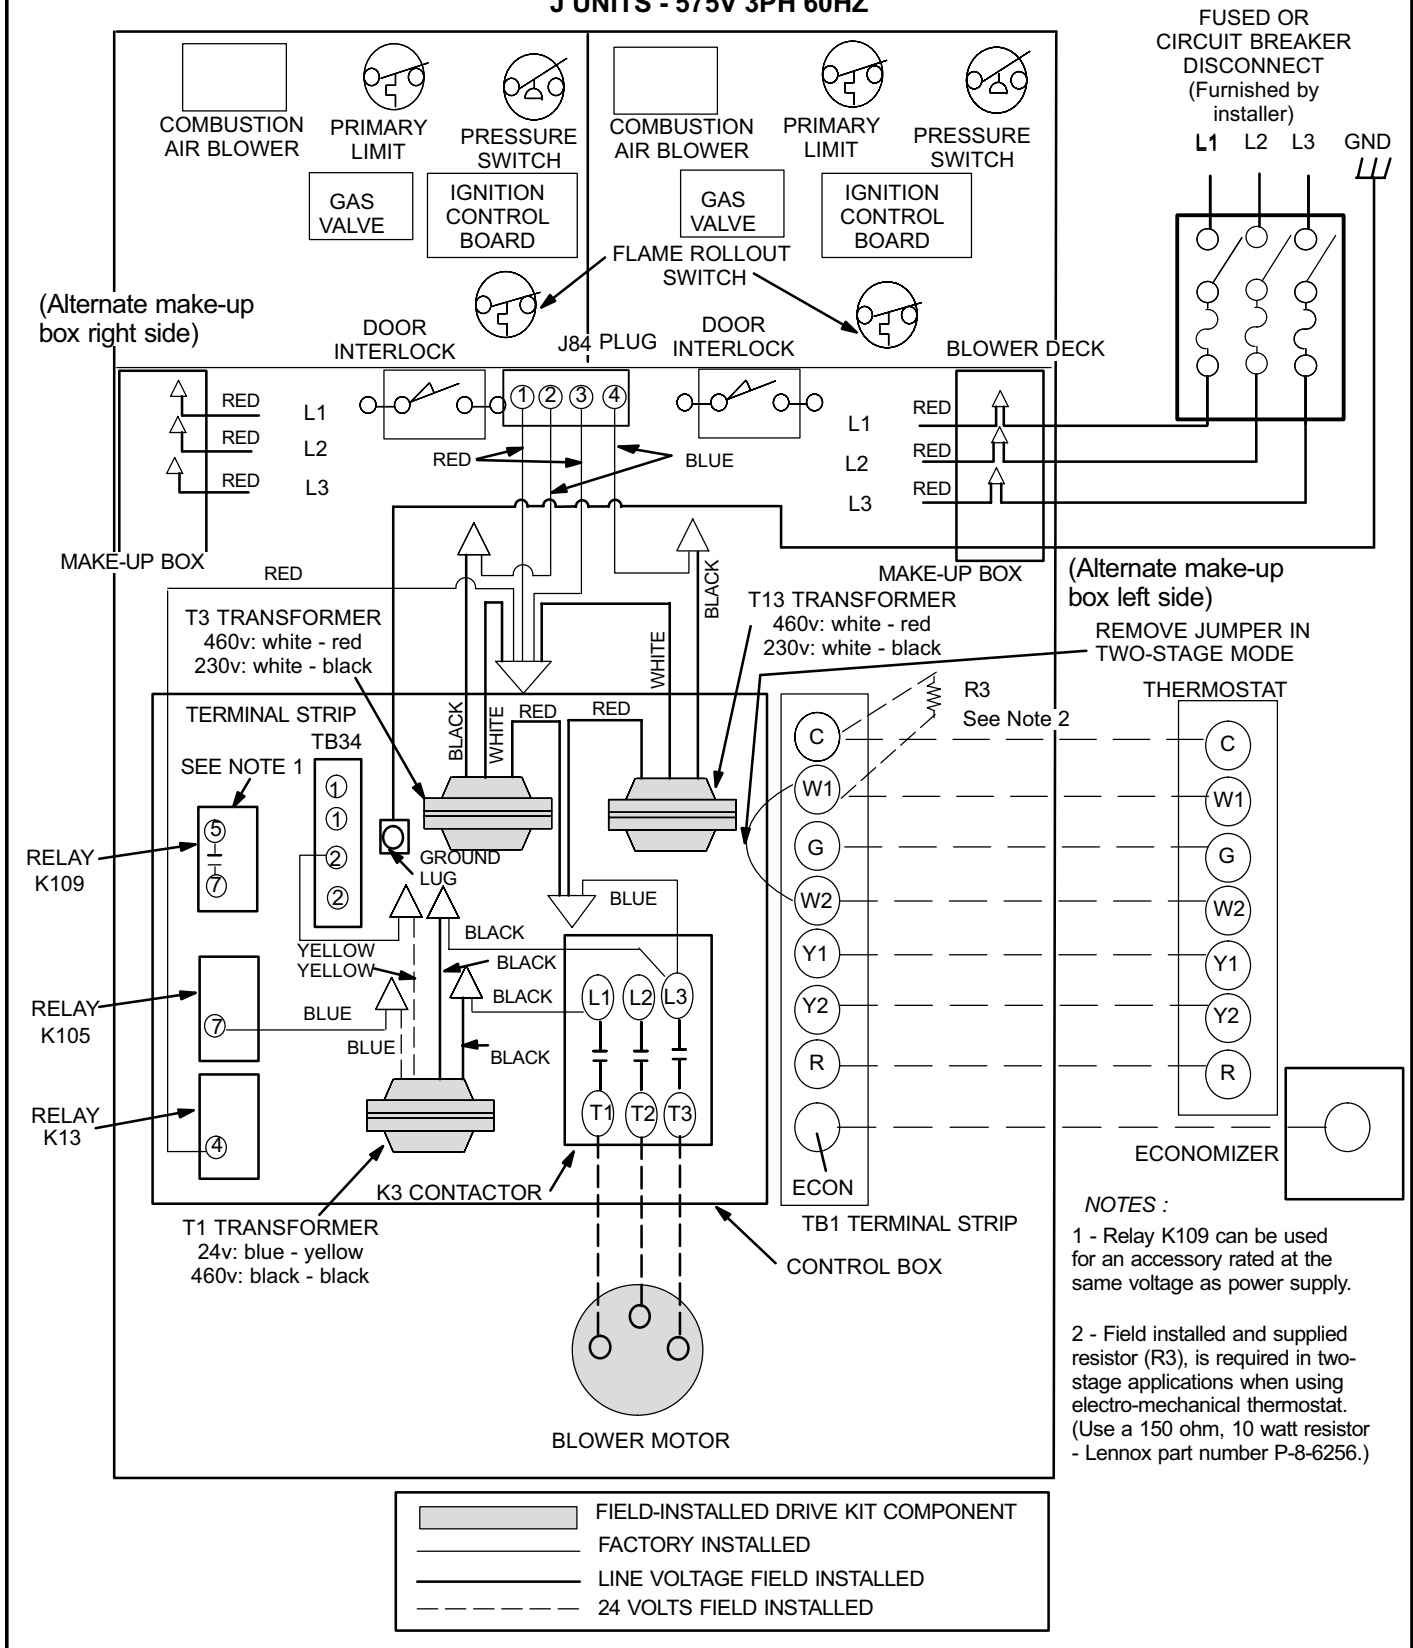 J UNITS - 575V 3PH 60HZ
FUSED OR
CIRCUIT BREAKER
DISCONNECT
(Furnished by
installer)
L1 L2 L3 GND
COMBUSTION
AIR BLOWER
PRIMARY
LIMIT
PRESSURE
SWITCH
COMBUSTION
AIR BLOWER
PRIMARY
LIMIT
PRESSURE
SWITCH
GAS
VALVE
IGNITION
CONTROL
BOARD
GAS
VALVE
IGNITION
CONTROL
BOARD
FLAME ROLLOUT
SWITCH
(Alternate make-up
box right side)
DOOR
INTERLOCK
J84 PLUG
DOOR
INTERLOCK
BLOWER DECK
1 2 3 4
RED
L1
RED
L2
RED
L3
RED
BLUE
L1
RED
L2
RED
L3
RED
MAKE-UP BOX
MAKE-UP BOX
(Alternate make-up
box left side)
RED
BLACK
T3 TRANSFORMER
460v: white - red
230v: white - black
T13 TRANSFORMER
460v: white - red
230v: white - black
REMOVE JUMPER IN
TWO-STAGE MODE
WHITE
R3
See Note 2
THERMOSTAT
TERMINAL STRIP
TB34
BLACK
WHITE
RED
RED
SEE NOTE 1
1
1
2
2
5
7
RELAY
K109
GROUND
LUG
BLUE
YELLOW
YELLOW
BLACK
BLACK
BLACK
BLACK
RELAY
K105
7
BLUE
BLUE
RELAY
K13
4
L1 L2 L3
T1 T2 T3
K3 CONTACTOR
C
W1
G
W2
Y1
Y2
R
ECON
TB1 TERMINAL STRIP
C
W1
G
W2
Y1
Y2
R
ECONOMIZER
T1 TRANSFORMER
24v: blue - yellow
460v: black - black
CONTROL BOX
BLOWER MOTOR
NOTES :
1 - Relay K109 can be used
for an accessory rated at the
same voltage as power supply.
2 - Field installed and supplied
resistor (R3), is required in two-
stage applications when using
electro-mechanical thermostat.
(Use a 150 ohm, 10 watt resistor
- Lennox part number P-8-6256.)
FIELD-INSTALLED DRIVE KIT COMPONENT
FACTORY INSTALLED
LINE VOLTAGE FIELD INSTALLED
24 VOLTS FIELD INSTALLED